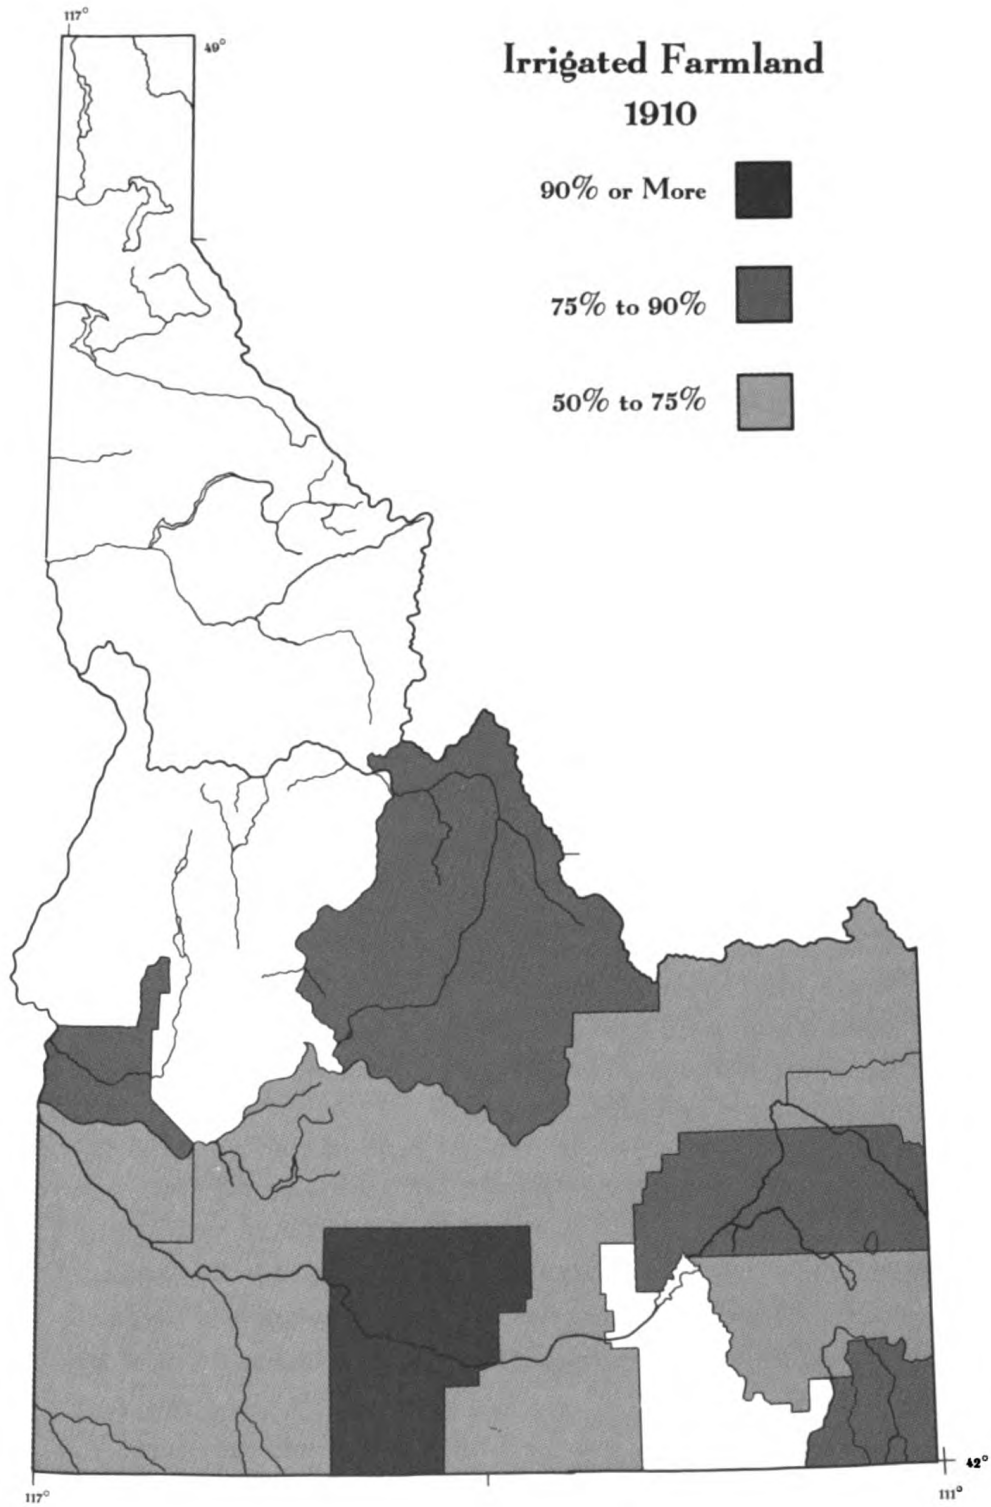 117°
49°
Irrigated Farmland
1910
90% or More
75% to 90%
50% to 75%
42°
117°
111°